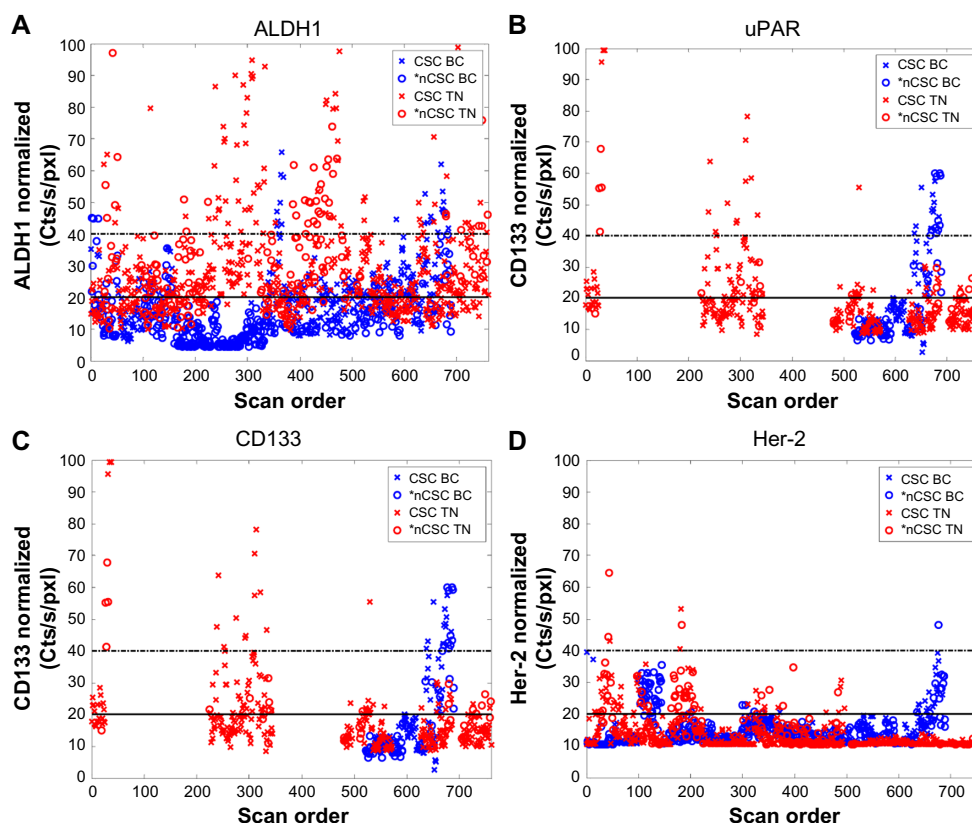 A
ALDH1
ALDH1 normalized
(Cts/s/pxl)
100
90
80
70
60
50
40
30
20
10
0
0 100 200 300 400 500 600 700
Scan order
CSC BC
*nCSC BC
CSC TN
*nCSC TN
B
uPAR
CD133 normalized
(Cts/s/pxl)
100
90
80
70
60
50
40
30
20
10
0
0 100 200 300 400 500 600 700
Scan order
CSC BC
*nCSC BC
CSC TN
*nCSC TN
C
CD133
CD133 normalized
(Cts/s/pxl)
100
90
80
70
60
50
40
30
20
10
0
0 100 200 300 400 500 600 700
Scan order
CSC BC
*nCSC BC
CSC TN
*nCSC TN
D
Her-2
Her-2 normalized
(Cts/s/pxl)
100
90
80
70
60
50
40
30
20
10
0
0 100 200 300 400 500 600 700
Scan order
CSC BC
*nCSC BC
CSC TN
*nCSC TN